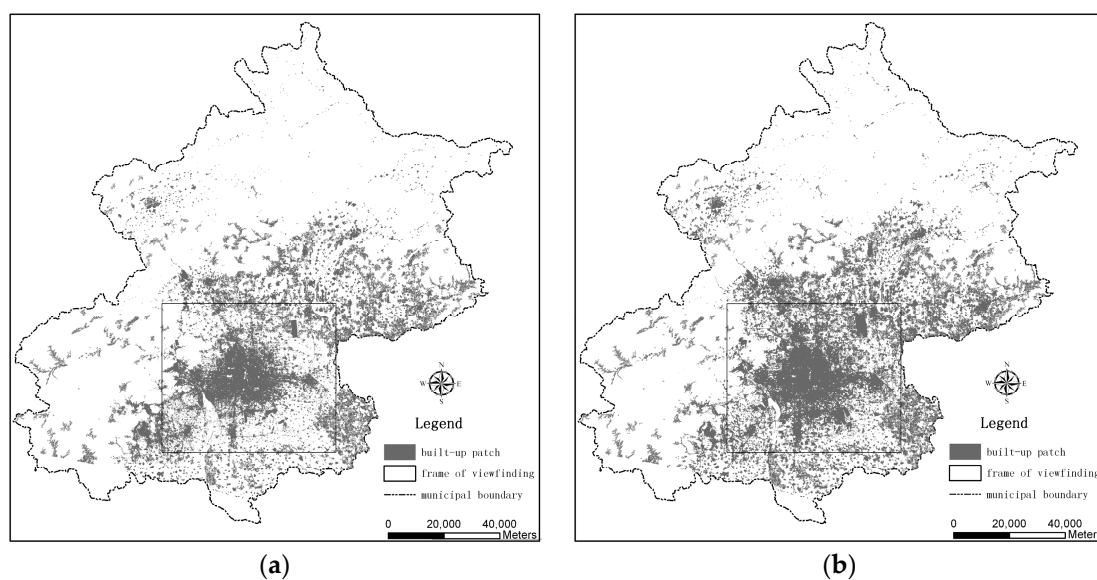 N
W E
S
Legend
built-up patch
frame of viewfinding
municipal boundary
0 20,000 40,000
Meters
(a)
N
W E
S
Legend
built-up patch
frame of viewfinding
municipal boundary
0 20,000 40,000
Meters
(b)